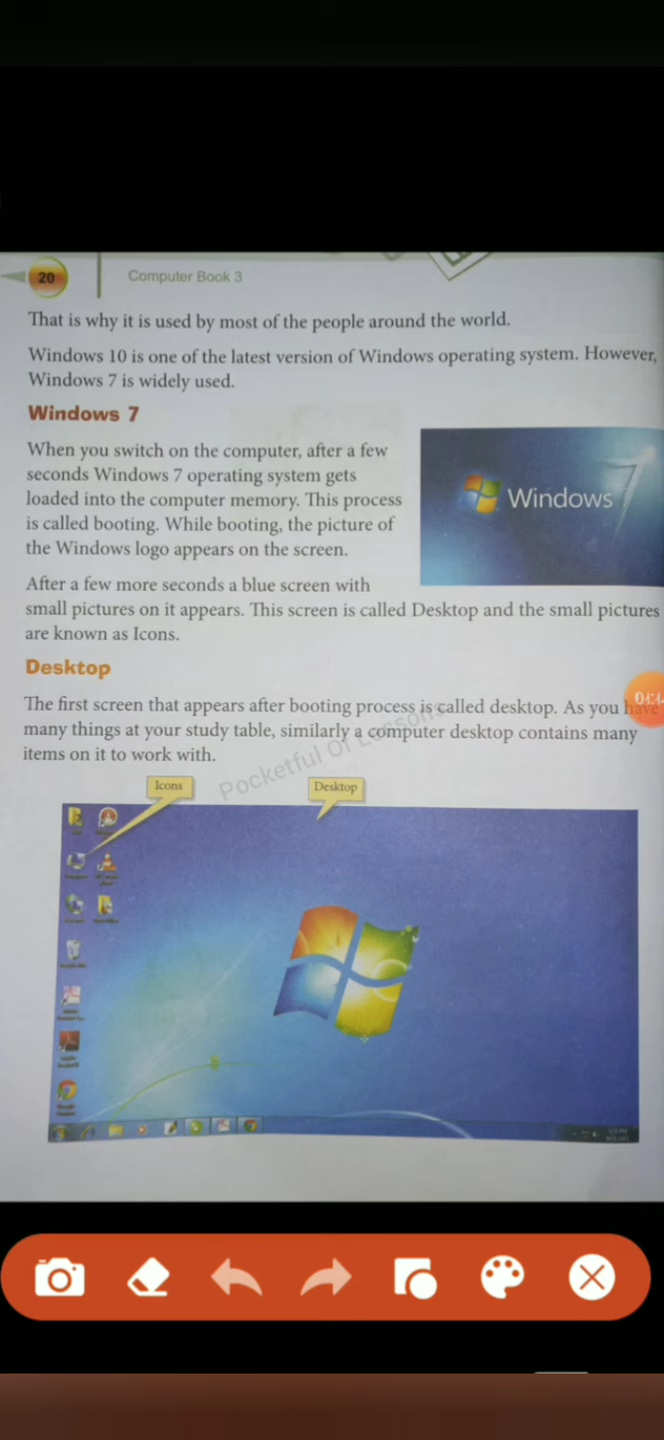 20
Computer Book 3
That is why it is used by most of the people around the world.
Windows 10 is one of the latest version of Windows operating system. However,
Windows 7 is widely used.
Windows 7
When you switch on the computer, after a few
seconds Windows 7 operating system gets
loaded into the computer memory. This process
is called booting. While booting, the picture of
the Windows logo appears on the screen.
Windows 7
After a few more seconds a blue screen with
small pictures on it appears. This screen is called Desktop and the small pictures
are known as Icons.
Desktop
The first screen that appears after booting process is called desktop. As you have
many things at your study table, similarly a computer desktop contains many
items on it to work with.
Pocketful Of Lessons
Icons
Desktop